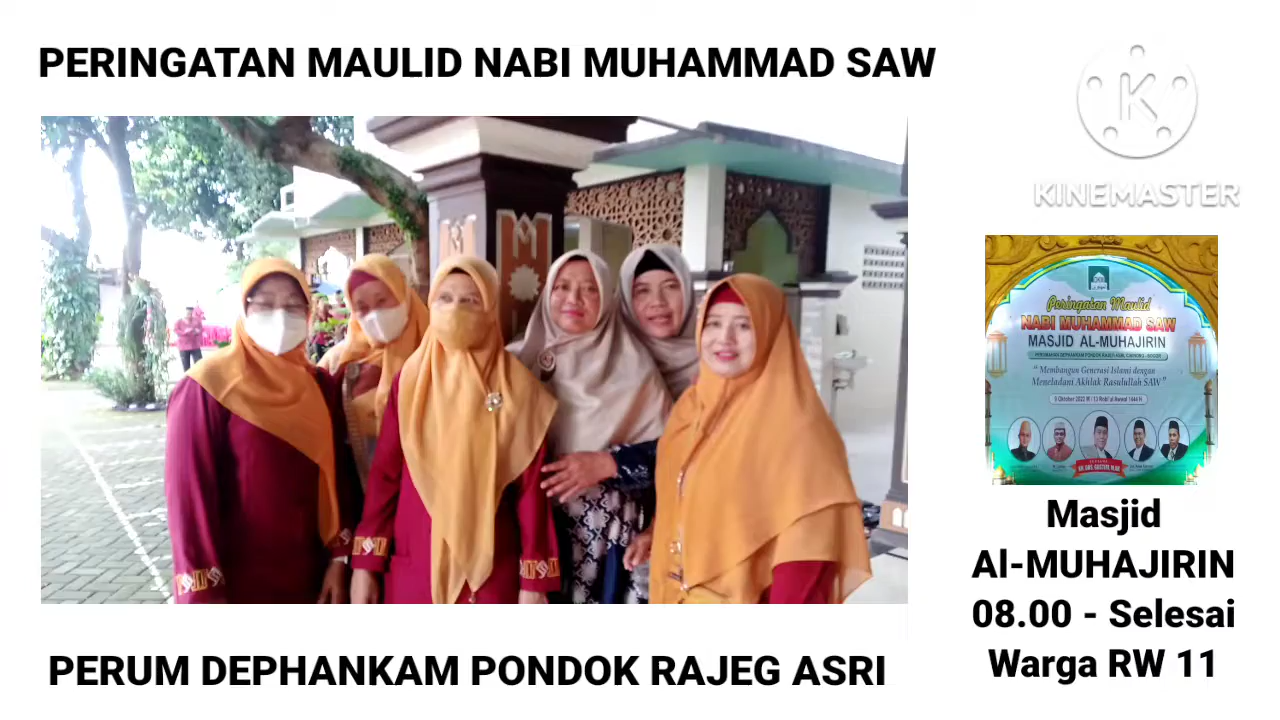 PERINGATAN MAULID NABI MUHAMMAD SAW
KINEMASTER
Peringatan Maulid
NABI MUHAMMAD SAW
MASJID AL-MUHAJIRIN
"Membangun Generasi Islami dengan
Meneladani Akhlak Rasulullah SAW"
Masjid
Al-MUHAJIRIN
08.00 - Selesai
Warga RW 11
PERUM DEPHANKAM PONDOK RAJEG ASRI